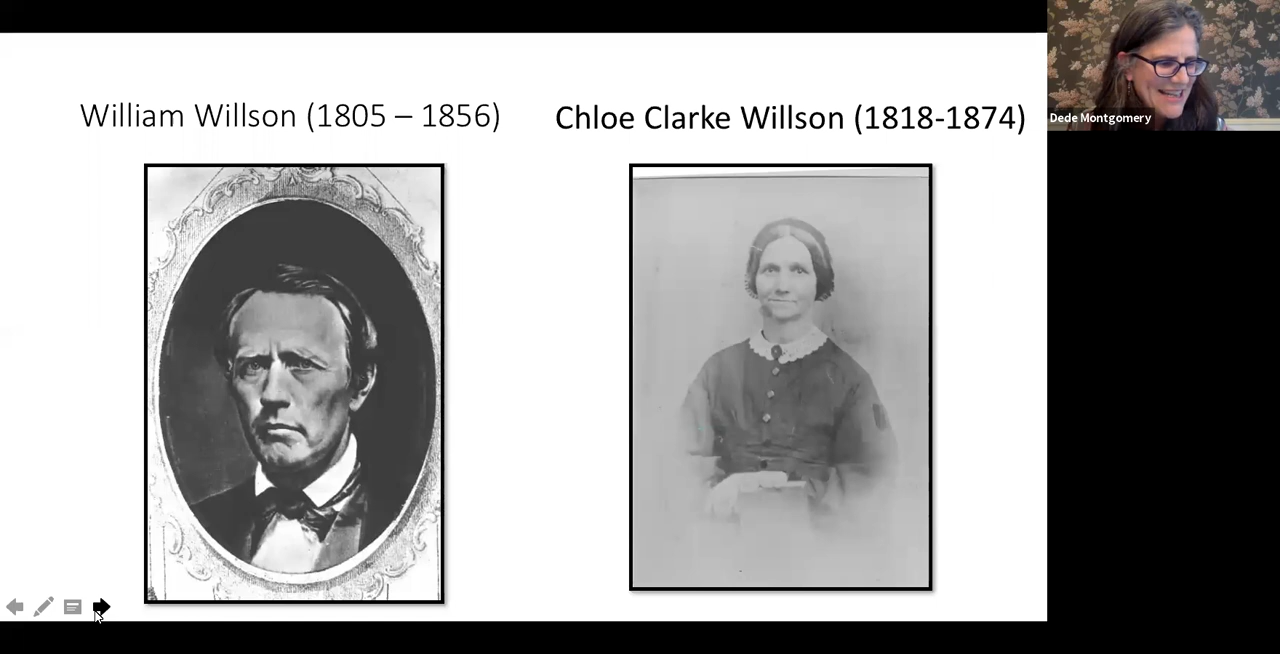 William Willson (1805 – 1856)
Chloe Clarke Willson (1818-1874)
Dede Montgomery